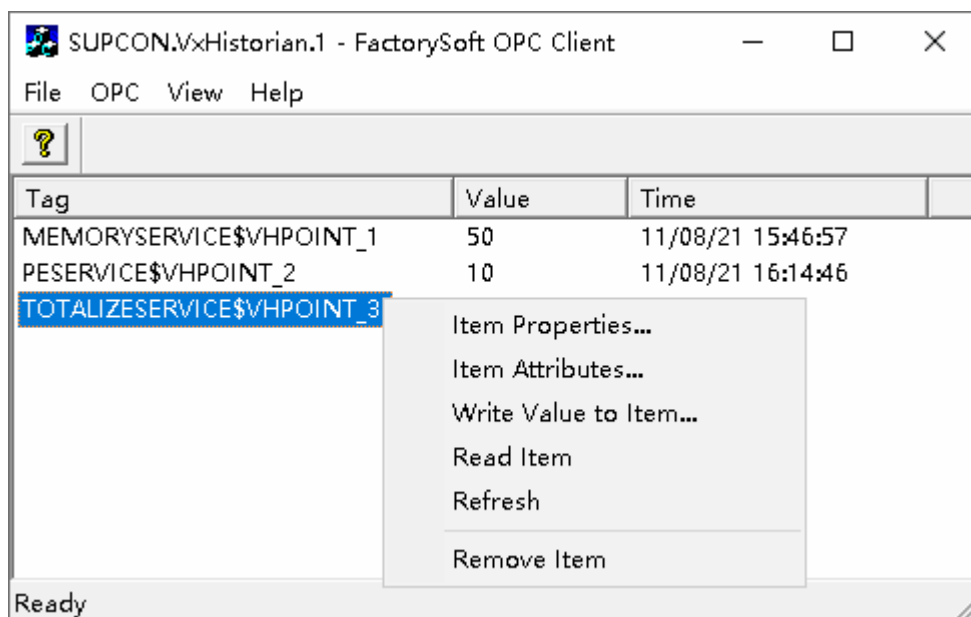 SUPCON.VxHistorian.1 - FactorySoft OPC Client
File OPC View Help
Tag Value Time
MEMORYSERVICE$VHPOINT_1 50 11/08/21 15:46:57
PESERVICE$VHPOINT_2 10 11/08/21 16:14:46
TOTALIZESERVICE$VHPOINT_3
Item Properties...
Item Attributes...
Write Value to Item...
Read Item
Refresh
Remove Item
Ready